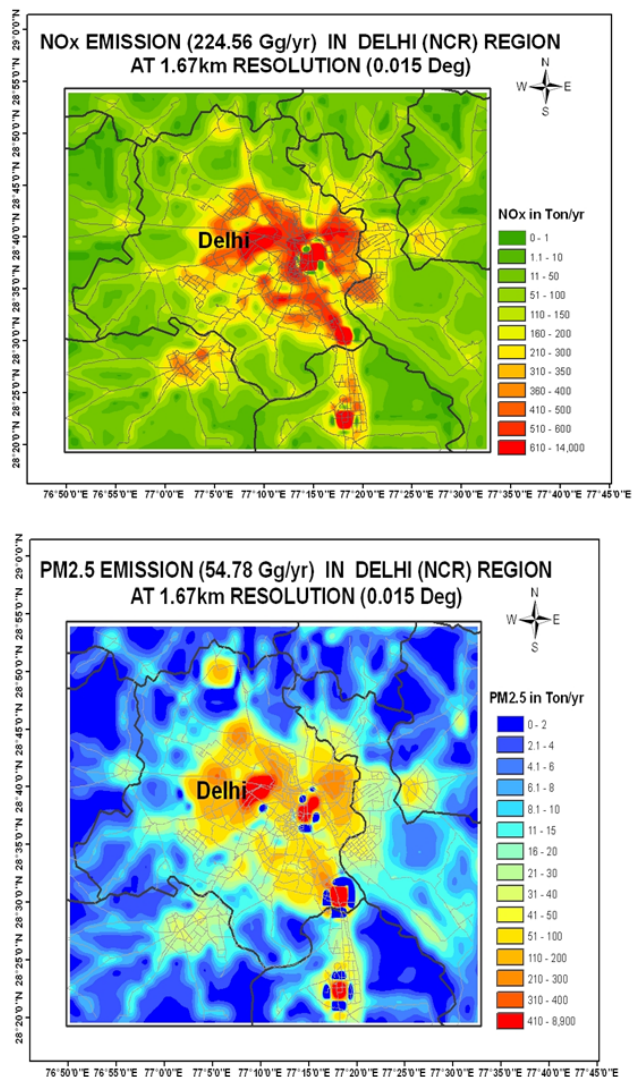 NOx EMISSION (224.56 Gg/yr) IN DELHI (NCR) REGION
AT 1.67km RESOLUTION (0.015 Deg)
N
W E
S
29°0'0"N
28°55'0"N
28°50'0"N
28°45'0"N
28°40'0"N
28°35'0"N
28°30'0"N
28°25'0"N
28°20'0"N
Delhi
NOx in Ton/yr
0 - 1
1.1 - 10
11 - 50
51 - 100
110 - 150
160 - 200
210 - 300
310 - 350
360 - 400
410 - 500
510 - 600
610 - 14,000
76°50'0"E 77°0'0"E 77°5'0"E 77°10'0"E 77°15'0"E 77°20'0"E 77°25'0"E 77°30'0"E 77°35'0"E 77°40'0"E 77°45'0"E
PM2.5 EMISSION (54.78 Gg/yr) IN DELHI (NCR) REGION
AT 1.67km RESOLUTION (0.015 Deg)
N
W E
S
29°0'0"N
28°55'0"N
28°50'0"N
28°45'0"N
28°40'0"N
28°35'0"N
28°30'0"N
28°25'0"N
28°20'0"N
Delhi
PM2.5 in Ton/yr
0 - 2
2.1 - 4
4.1 - 6
6.1 - 8
8.1 - 10
11 - 15
16 - 20
21 - 30
31 - 40
41 - 50
51 - 100
110 - 200
210 - 300
310 - 400
410 - 8,900
76°50'0"E 77°0'0"E 77°5'0"E 77°10'0"E 77°15'0"E 77°20'0"E 77°25'0"E 77°30'0"E 77°35'0"E 77°40'0"E 77°45'0"E